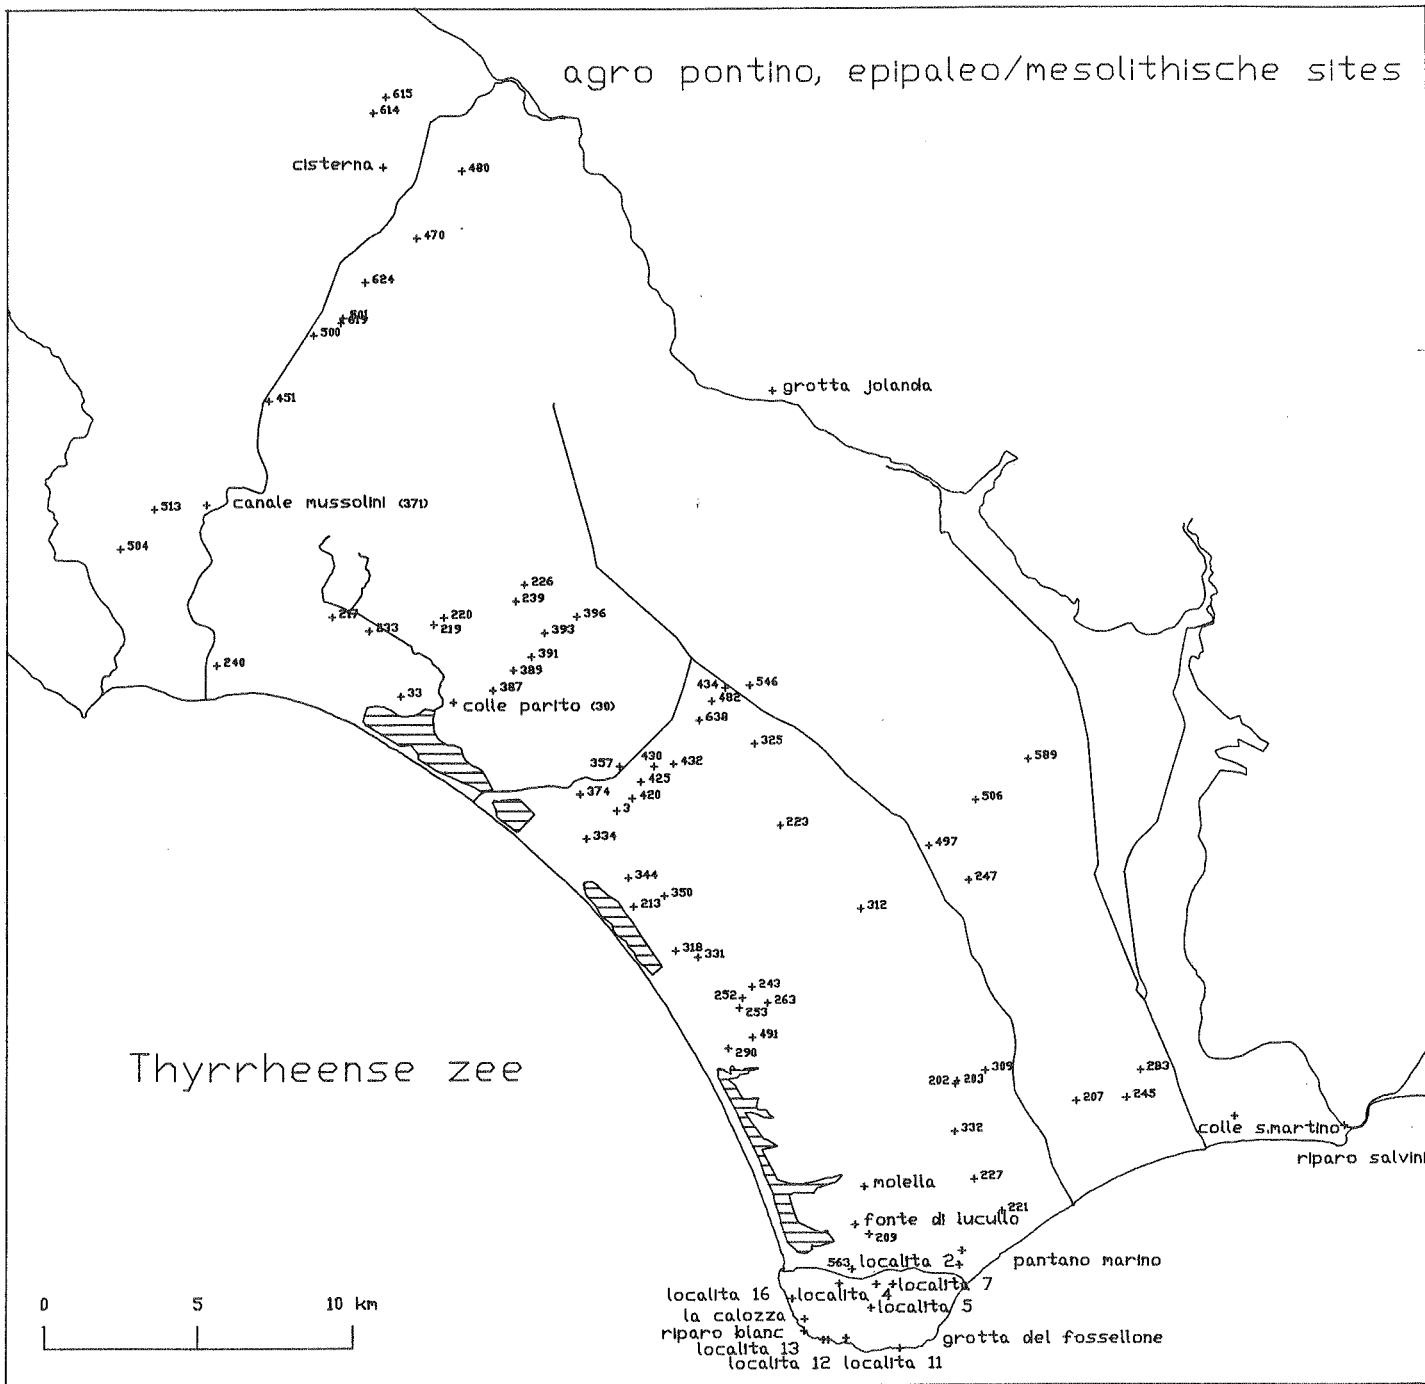 agro pontino, epipaleo/mesolithische sites
615
614
cisterna
480
470
624
501
619
500
451
grotta jolanda
513
canale mussolini (371)
504
226
239
217
220
219
396
393
233
391
389
240
387
33
colle parito (30)
434
546
482
638
325
357
430
432
425
589
374
420
3
506
223
334
497
344
247
350
213
312
318
331
243
252
263
253
491
290
Thyrrheense zee
309
283
202
203
207
245
colle s.martino
332
riparo salvini
227
molella
221
fonte di lucullo
209
563
localita 2
pantano marino
localita 7
localita 16
localita 4
localita 5
la calozza
riparo blanc
grotta del fossellone
localita 13
localita 12
localita 11
0 5 10 km